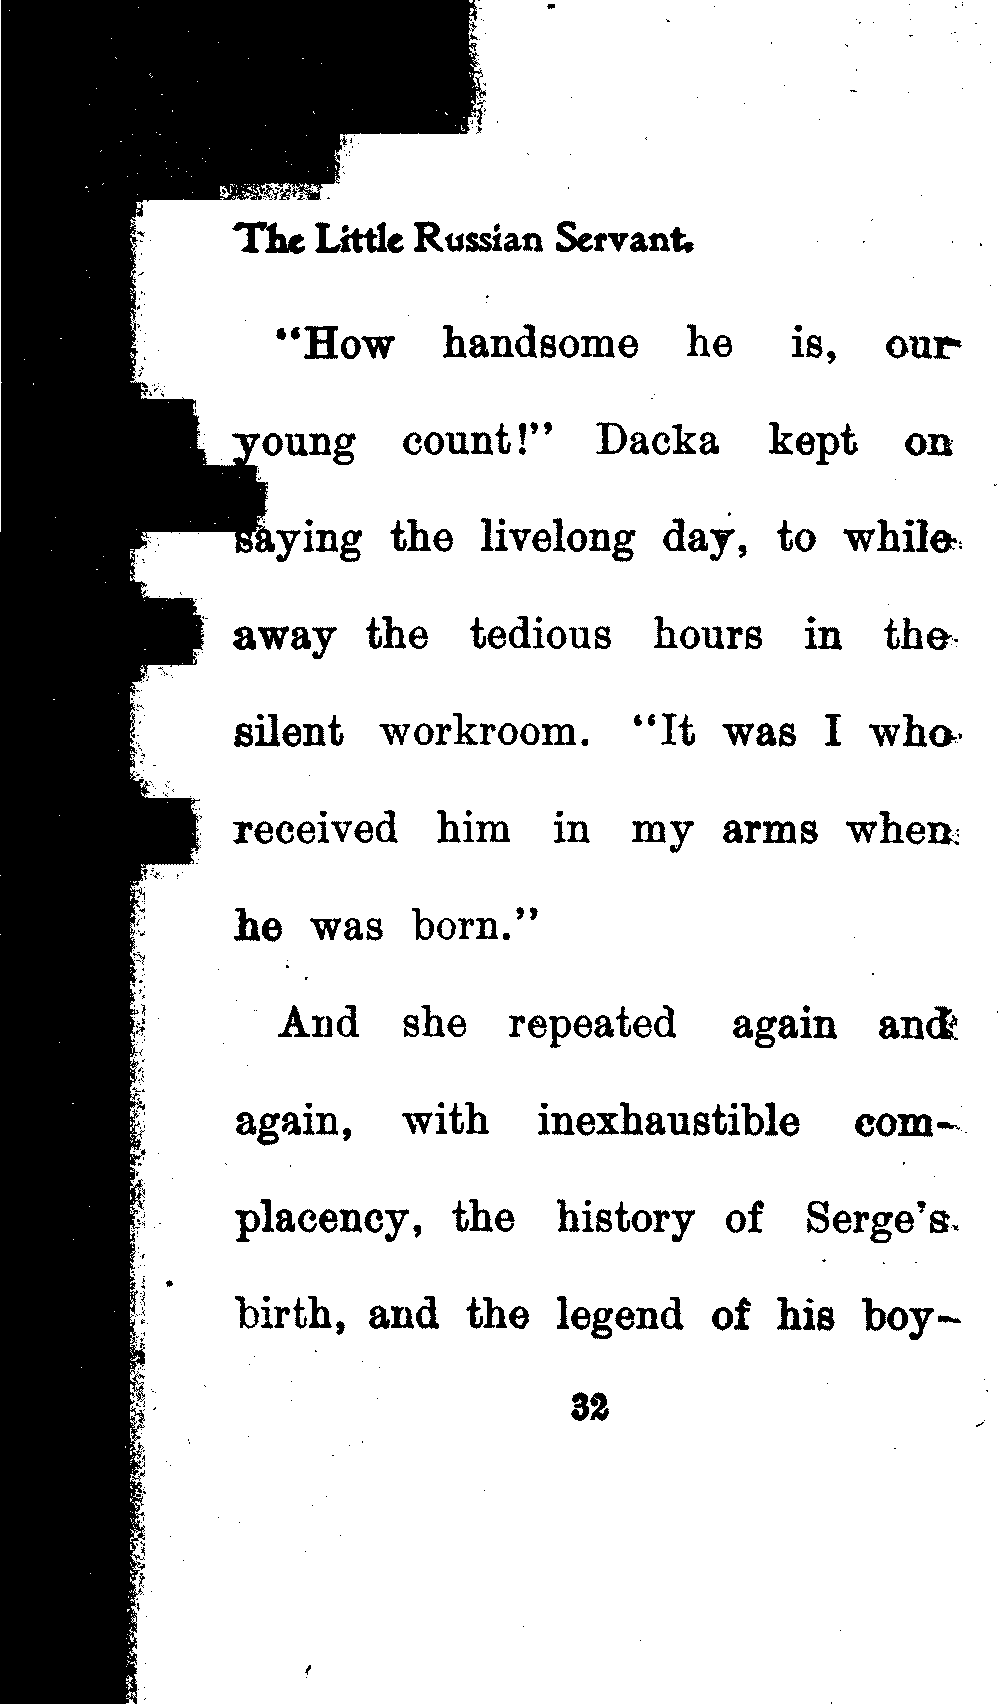 The Little Russian Servant.
"How handsome he is, our
young count!" Dacka kept on
saying the livelong day, to while
away the tedious hours in the
silent workroom. "It was I who
received him in my arms when
he was born."
And she repeated again and
again, with inexhaustible com-
placency, the history of Serge's
birth, and the legend of his boy-
32